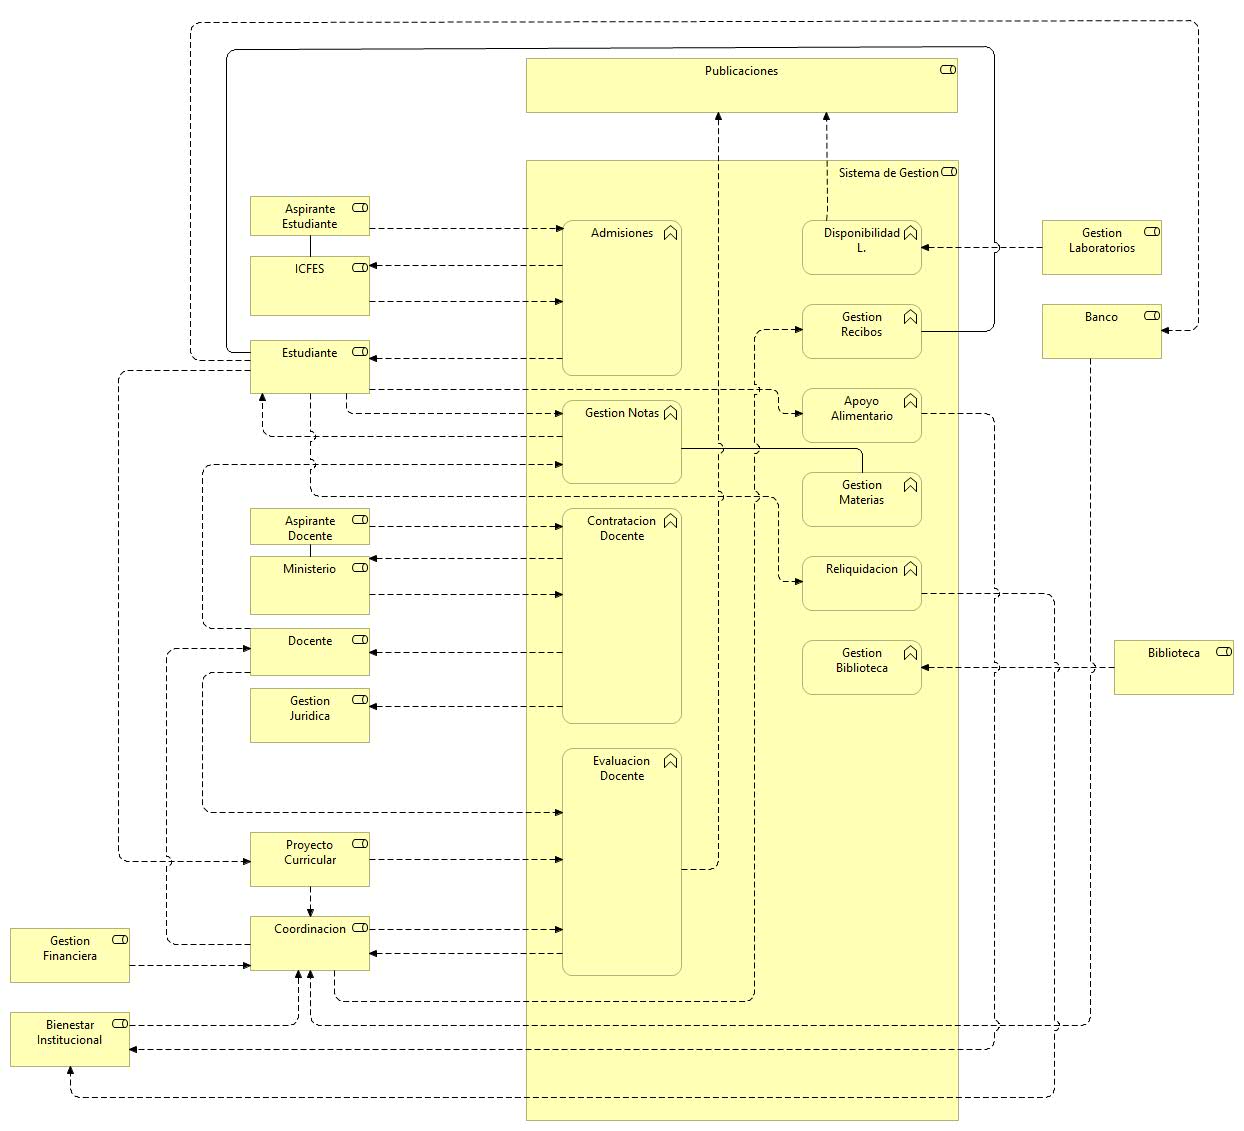 Publicaciones
Sistema de Gestion
Aspirante
Estudiante
Admisiones
Disponibilidad
L.
Gestion
Laboratorios
ICFES
Gestion
Recibos
Banco
Estudiante
Apoyo
Alimentario
Gestion Notas
Gestion
Materias
Aspirante
Docente
Contratacion
Docente
Ministerio
Reliquidacion
Docente
Gestion
Biblioteca
Biblioteca
Gestion
Juridica
Evaluacion
Docente
Proyecto
Curricular
Coordinacion
Gestion
Financiera
Bienestar
Institucional